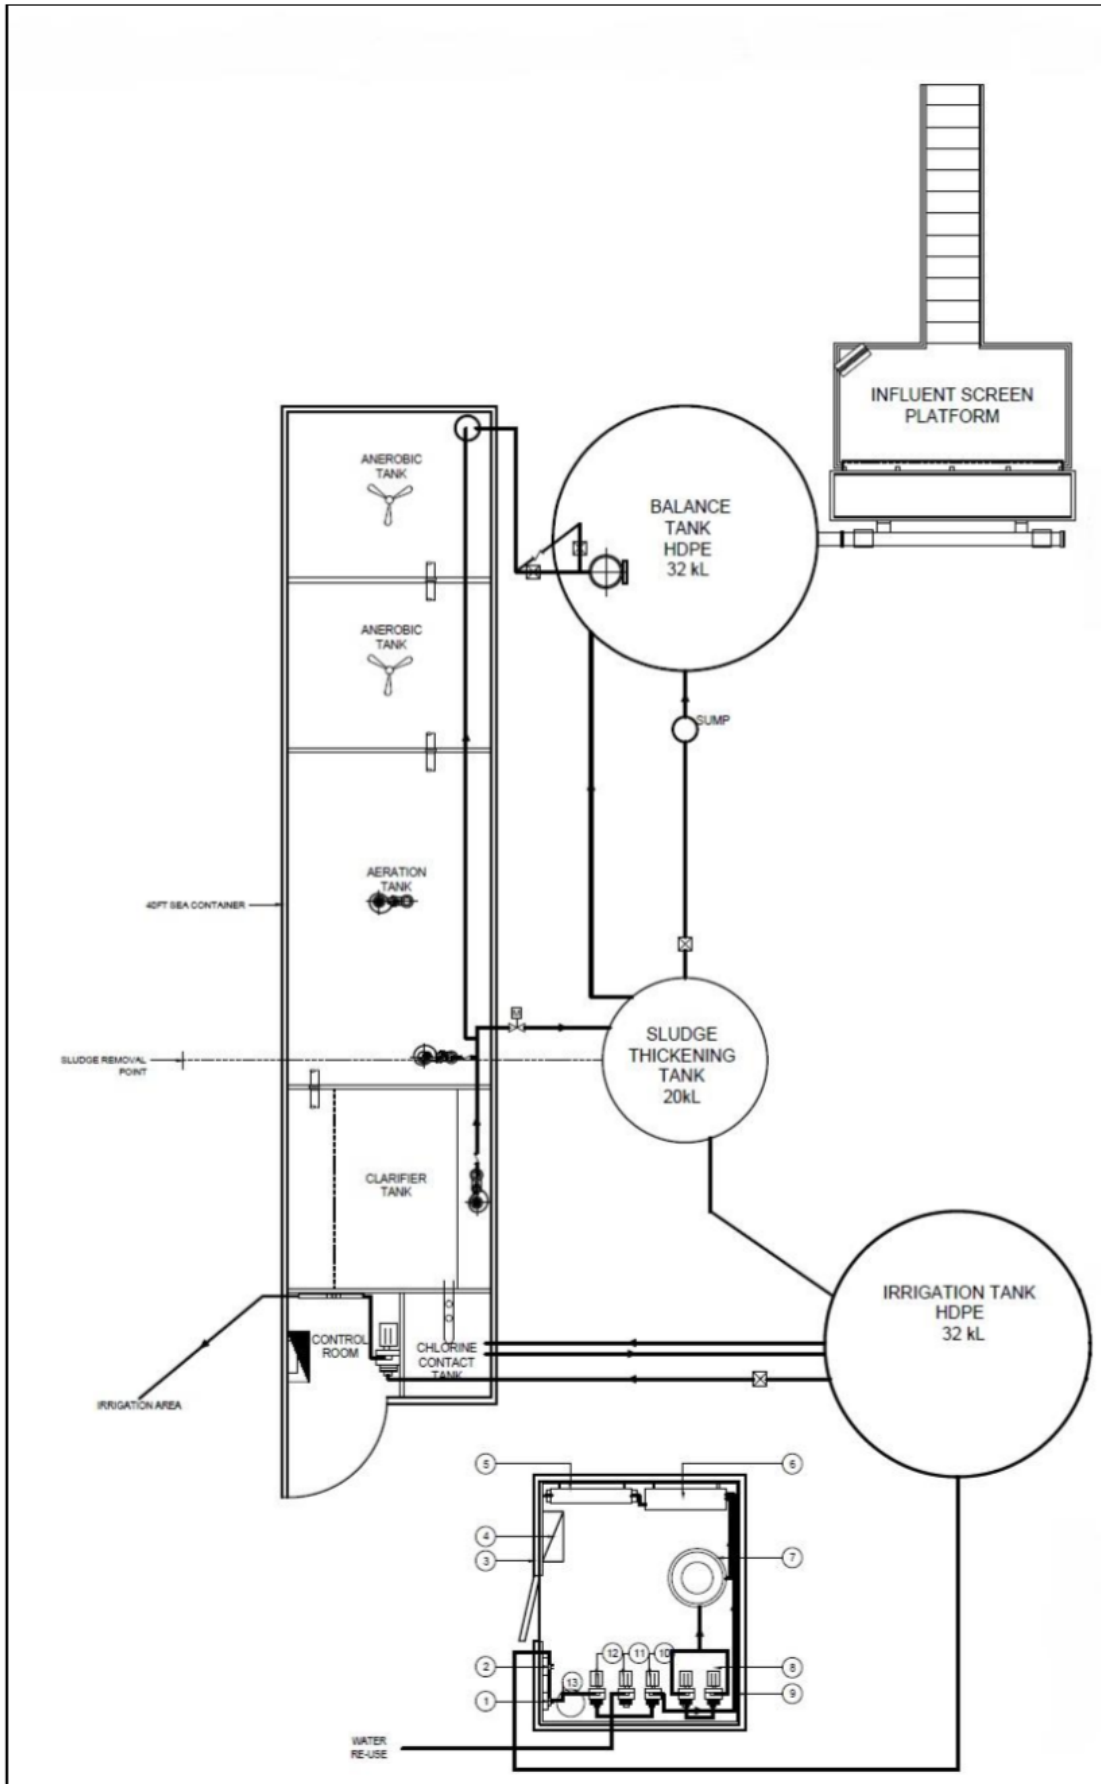 INFLUENT SCREEN
PLATFORM
ANEROBIC
TANK
BALANCE
TANK
HDPE
32 kL
ANEROBIC
TANK
SUMP
AERATION
TANK
40FT SEA CONTAINER
M
SLUDGE REMOVAL
POINT
SLUDGE
THICKENING
TANK
20kL
CLARIFIER
TANK
IRRIGATION TANK
HDPE
32 kL
CONTROL
ROOM
CHLORINE
CONTACT
TANK
IRRIGATION AREA
5
6
4
3
7
12
11
10
2
8
13
1
9
WATER
RE-USE